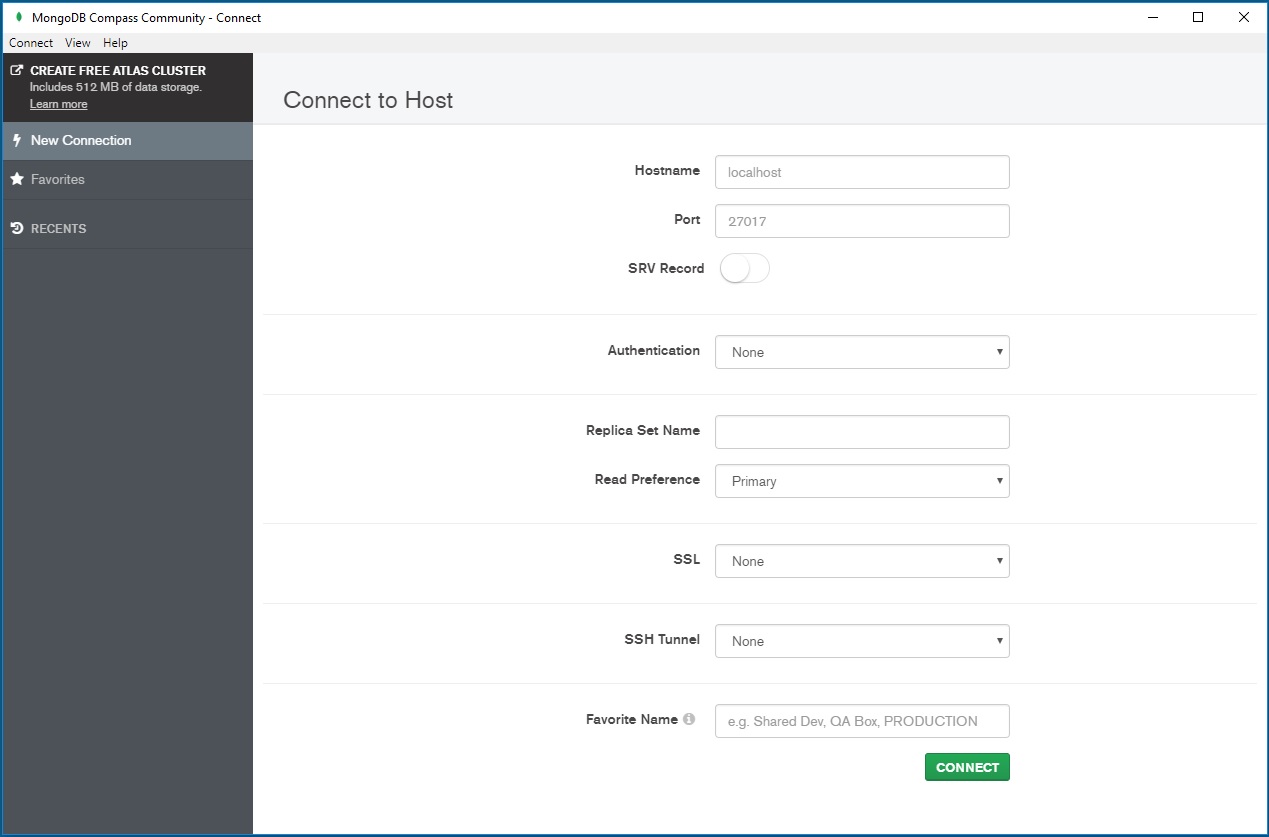 MongoDB Compass Community - Connect
Connect View Help
CREATE FREE ATLAS CLUSTER
Includes 512 MB of data storage.
Learn more
New Connection
Favorites
RECENTS
Connect to Host
Hostname localhost
Port 27017
SRV Record
Authentication None
Replica Set Name
Read Preference Primary
SSL None
SSH Tunnel None
Favorite Name e.g. Shared Dev, QA Box, PRODUCTION
CONNECT